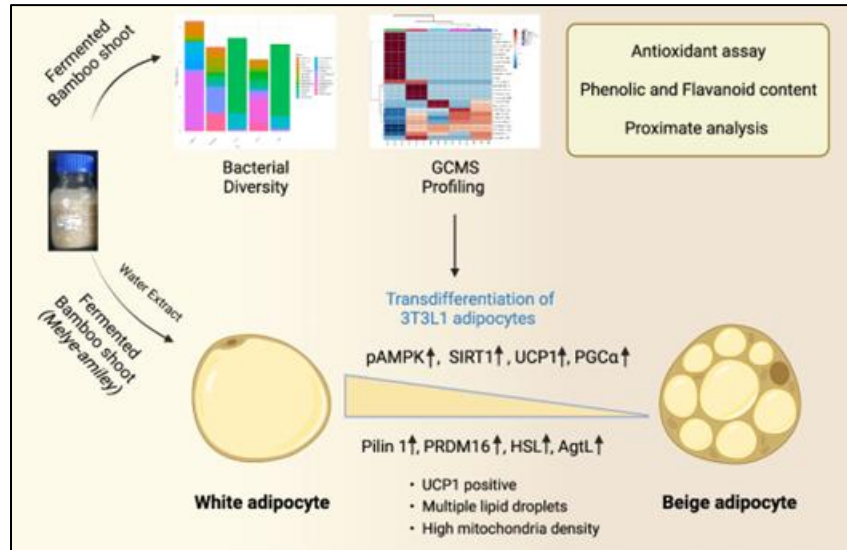 Fermented
Bamboo shoot
Bacterial
Diversity
GCMS
Profiling
Antioxidant assay
Phenolic and Flavanoid content
Proximate analysis
Water Extract
Fermented
Bamboo shoot
(Melye-amiley)
Transdifferentiation of
3T3L1 adipocytes
pAMPK↑, SIRT1↑, UCP1↑, PGCα↑
Pilin 1↑, PRDM16↑, HSL↑, AgtL↑
• UCP1 positive
• Multiple lipid droplets
• High mitochondria density
White adipocyte
Beige adipocyte